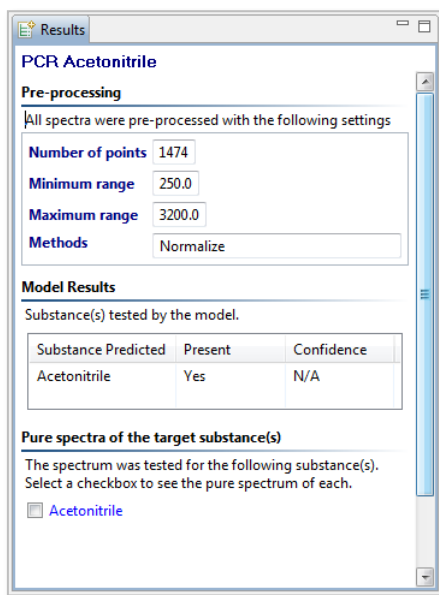 Results
PCR Acetonitrile
Pre-processing
All spectra were pre-processed with the following settings
Number of points 1474
Minimum range 250.0
Maximum range 3200.0
Methods Normalize
Model Results
Substance(s) tested by the model.
Substance Predicted Present Confidence
Acetonitrile Yes N/A
Pure spectra of the target substance(s)
The spectrum was tested for the following substance(s).
Select a checkbox to see the pure spectrum of each.
Acetonitrile